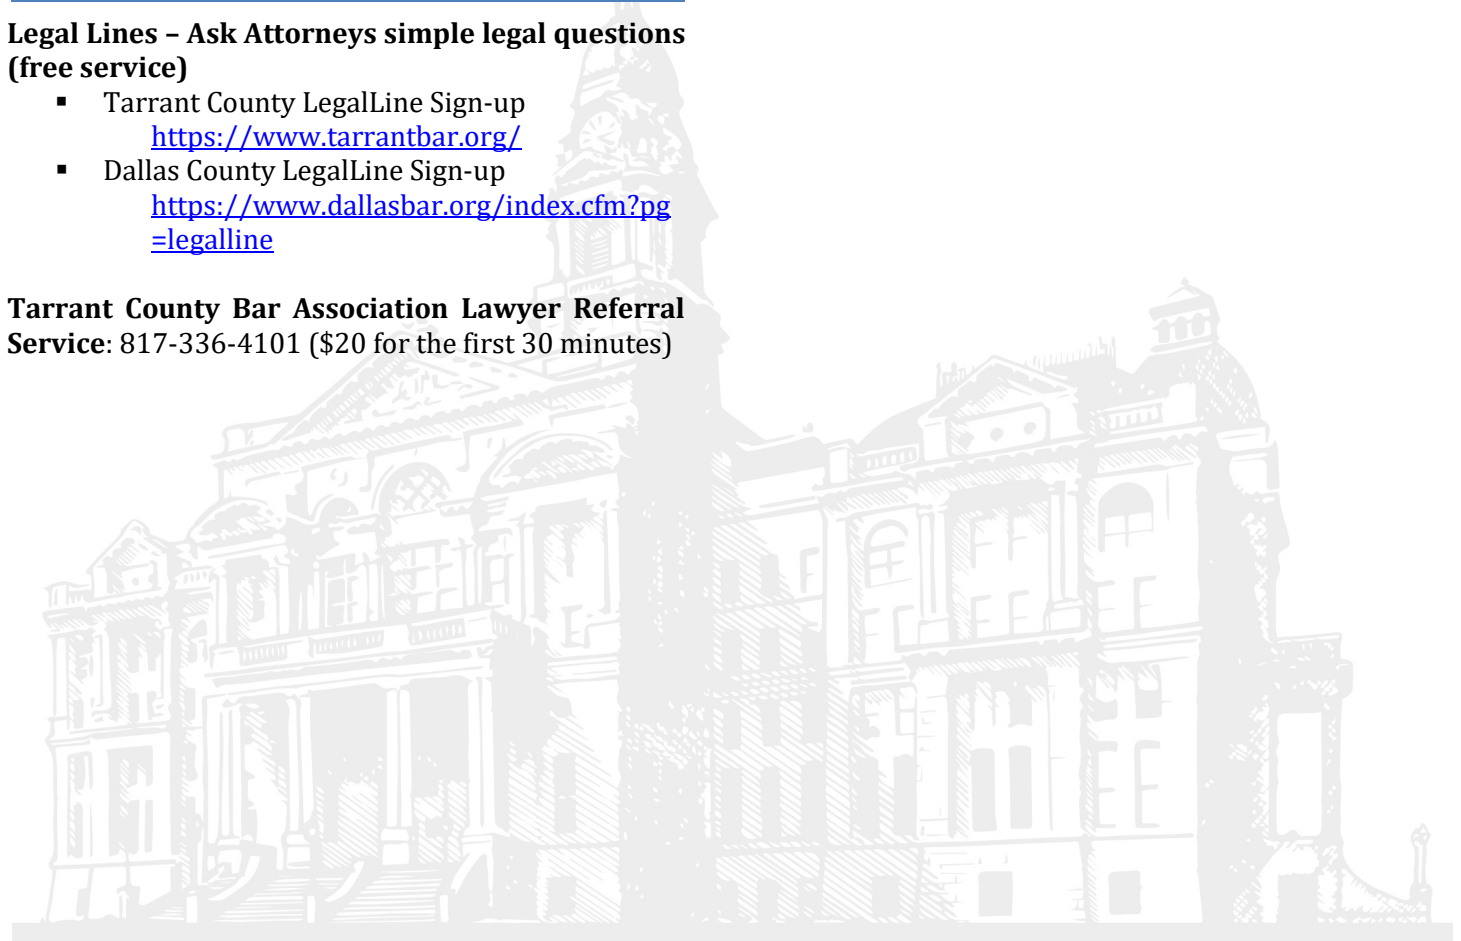 Legal Lines – Ask Attorneys simple legal questions
(free service)
▪ Tarrant County LegalLine Sign-up
https://www.tarrantbar.org/
▪ Dallas County LegalLine Sign-up
https://www.dallasbar.org/index.cfm?pg
=legalline
Tarrant County Bar Association Lawyer Referral
Service: 817-336-4101 ($20 for the first 30 minutes)